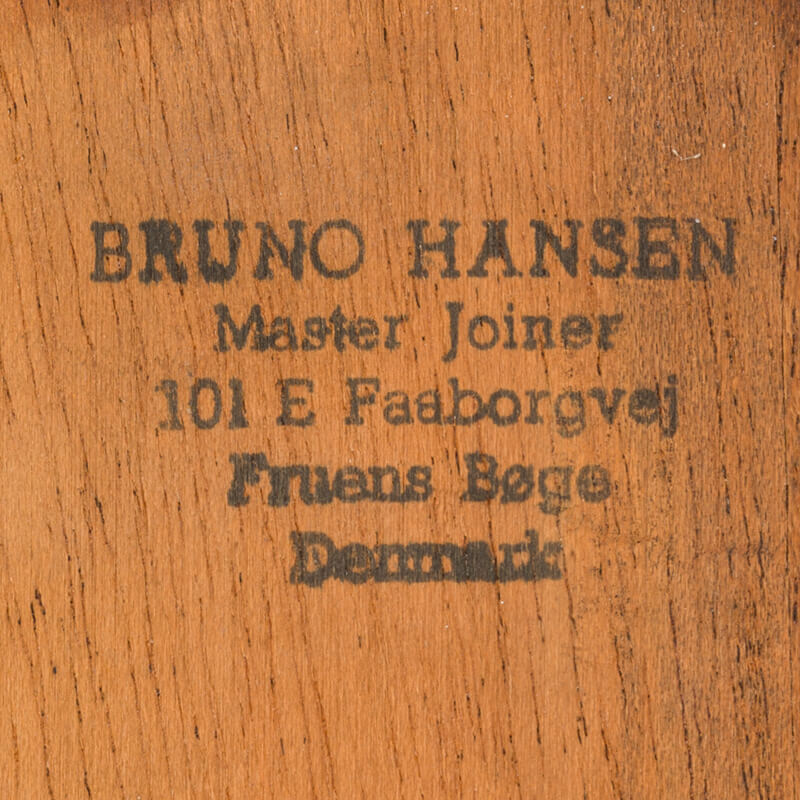 BRUNO HANSEN
Master Joiner
101 E Faaborgvej
Fruens Bøge
Denmark